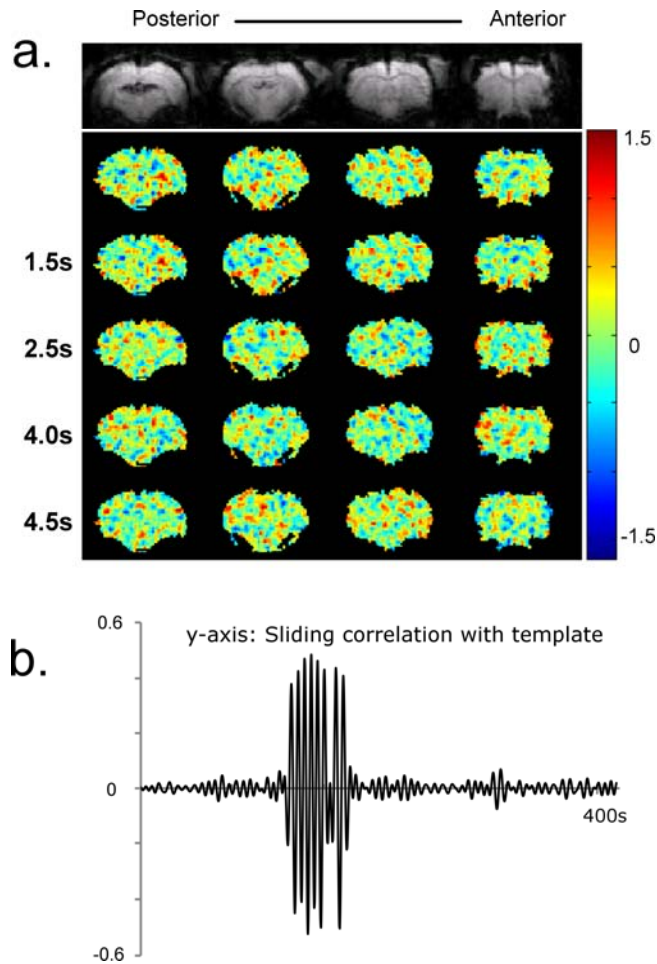 Posterior Anterior
a.
1.5
0
-1.5
1.5s
2.5s
4.0s
4.5s
b.
0.6
y-axis: Sliding correlation with template
0
400s
-0.6